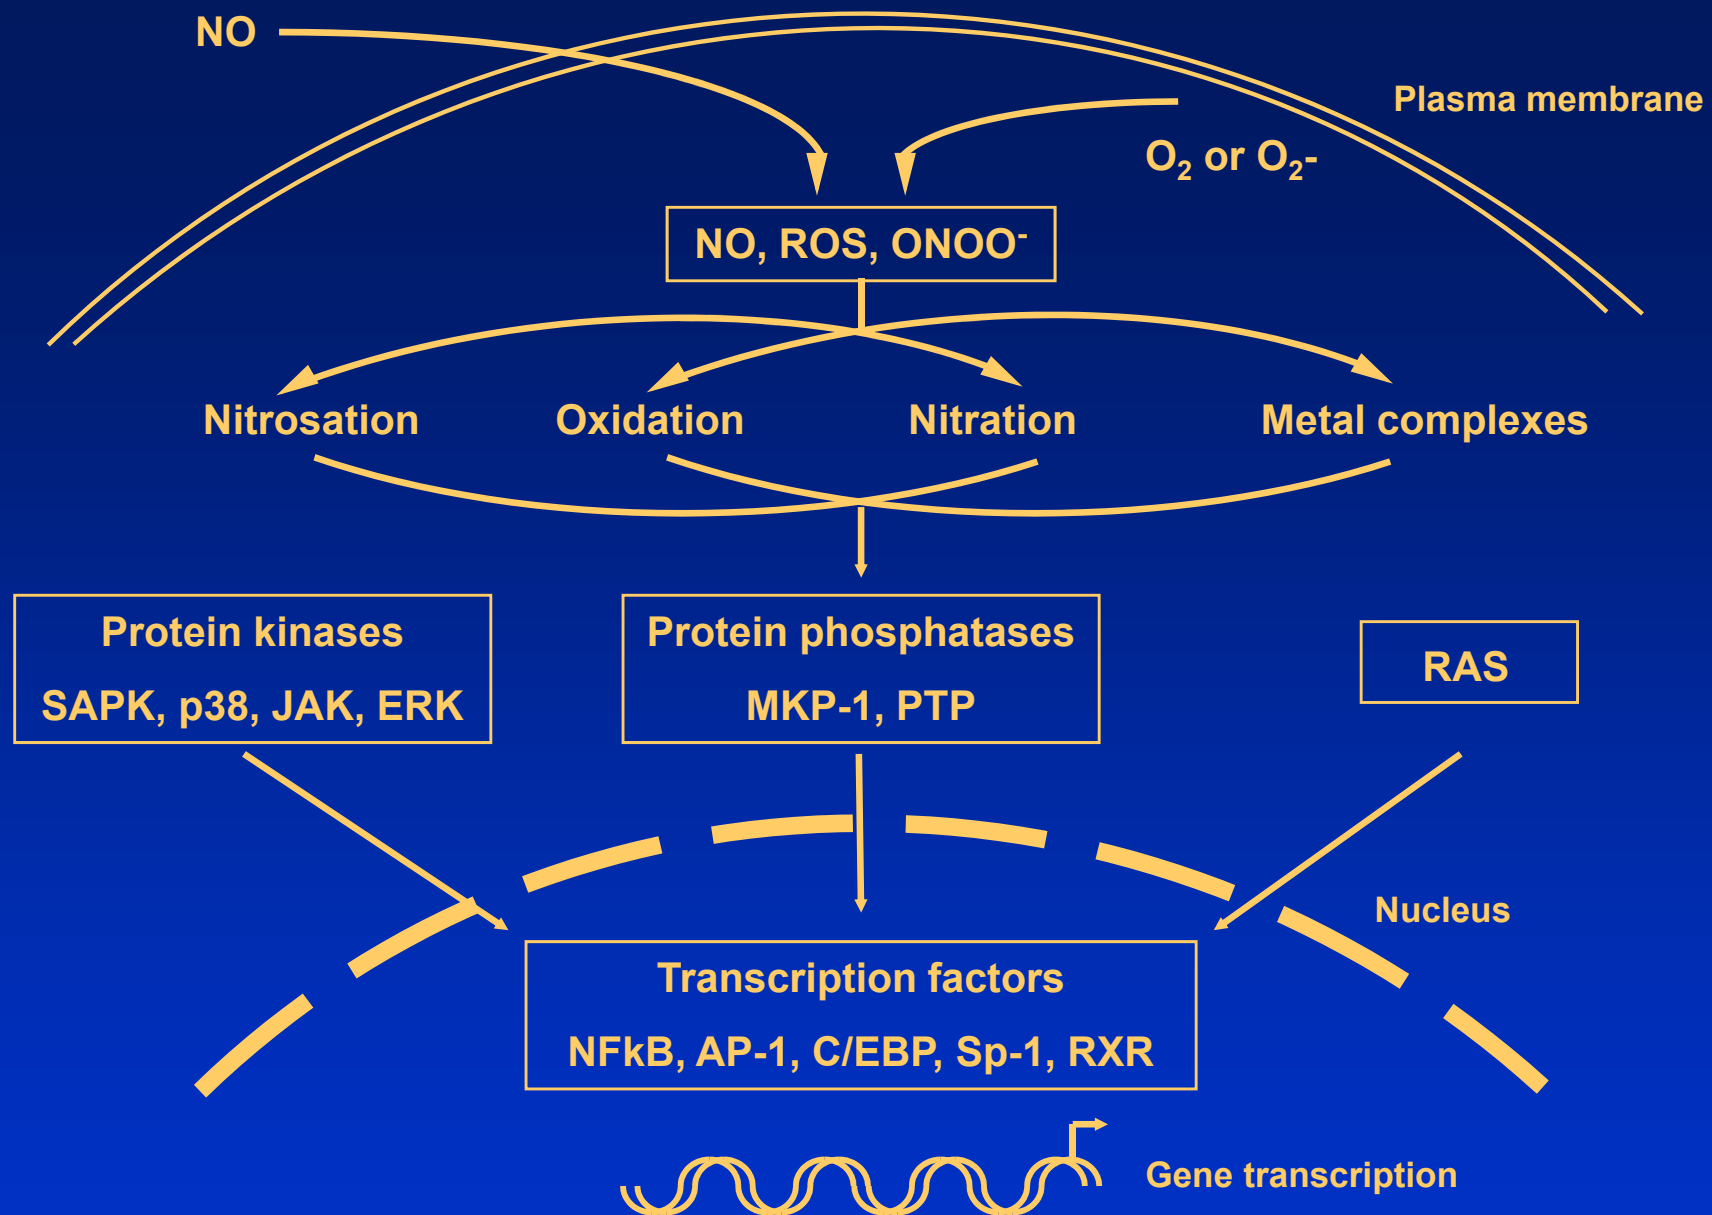 NO
Plasma membrane
O₂ or O₂-
NO, ROS, ONOO⁻
Nitrosation
Oxidation
Nitration
Metal complexes
Protein kinases
SAPK, p38, JAK, ERK
Protein phosphatases
MKP-1, PTP
RAS
Nucleus
Transcription factors
NFkB, AP-1, C/EBP, Sp-1, RXR
Gene transcription